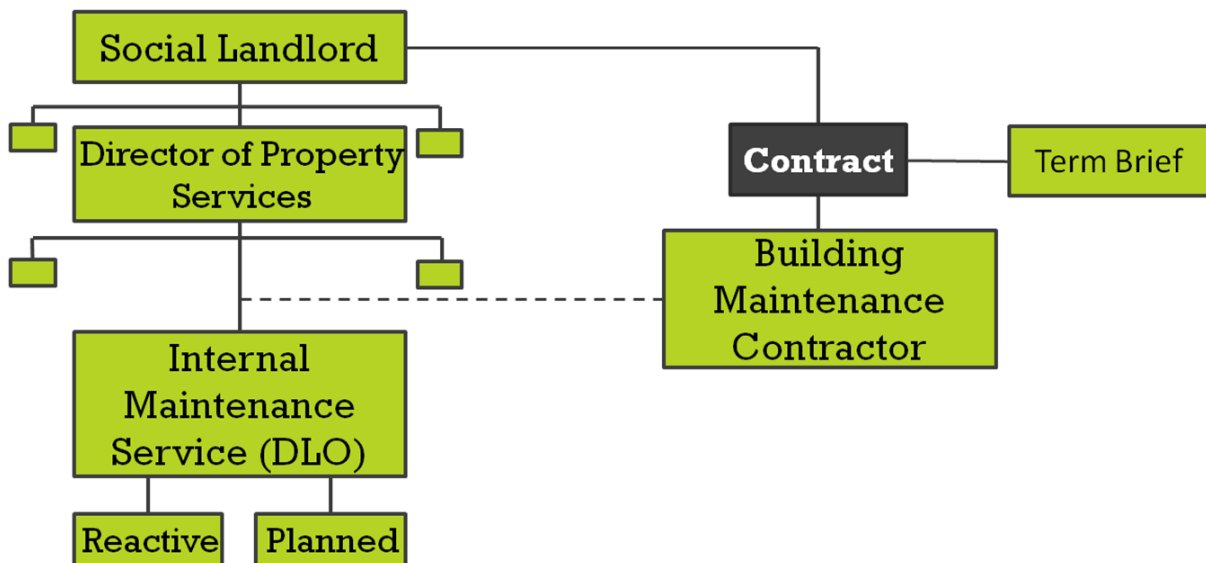 Social Landlord
Director of Property
Services
Contract
Term Brief
Building
Maintenance
Contractor
Internal
Maintenance
Service (DLO)
Reactive
Planned